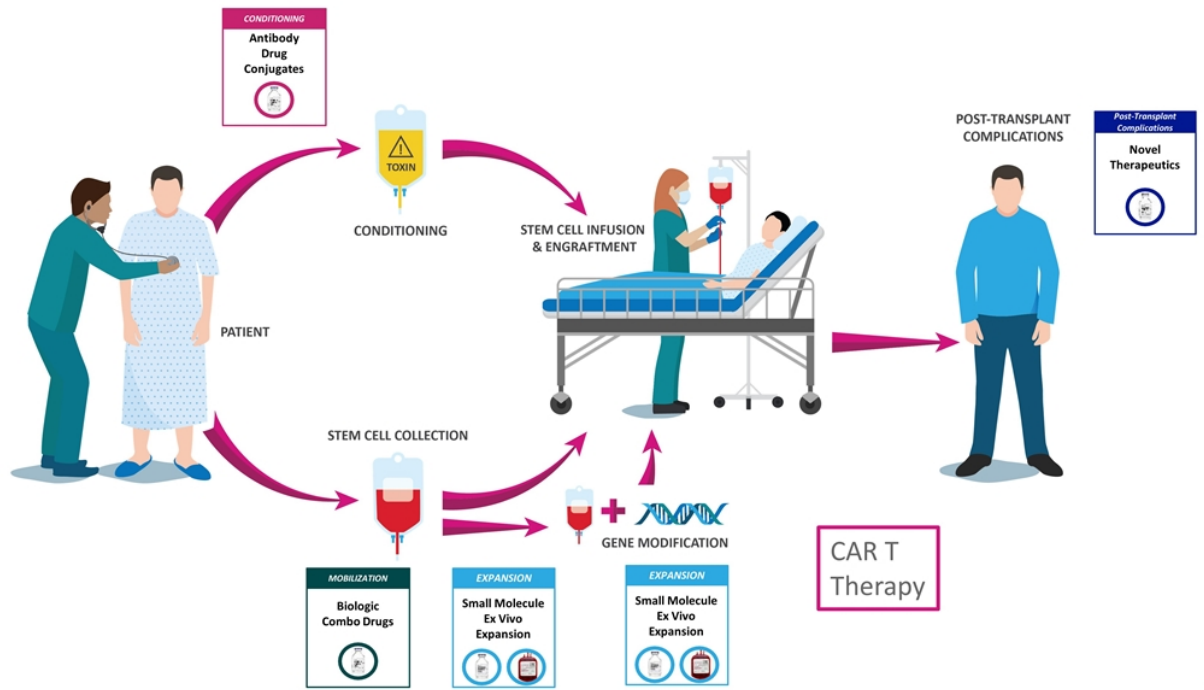 CONDITIONING
Antibody
Drug
Conjugates
TOXIN
CONDITIONING
PATIENT
STEM CELL INFUSION
& ENGRAFTMENT
POST-TRANSPLANT
COMPLICATIONS
Post-Transplant
Complications
Novel
Therapeutics
STEM CELL COLLECTION
GENE MODIFICATION
MOBILIZATION
Biologic
Combo Drugs
EXPANSION
Small Molecule
Ex Vivo
Expansion
EXPANSION
Small Molecule
Ex Vivo
Expansion
CAR T
Therapy